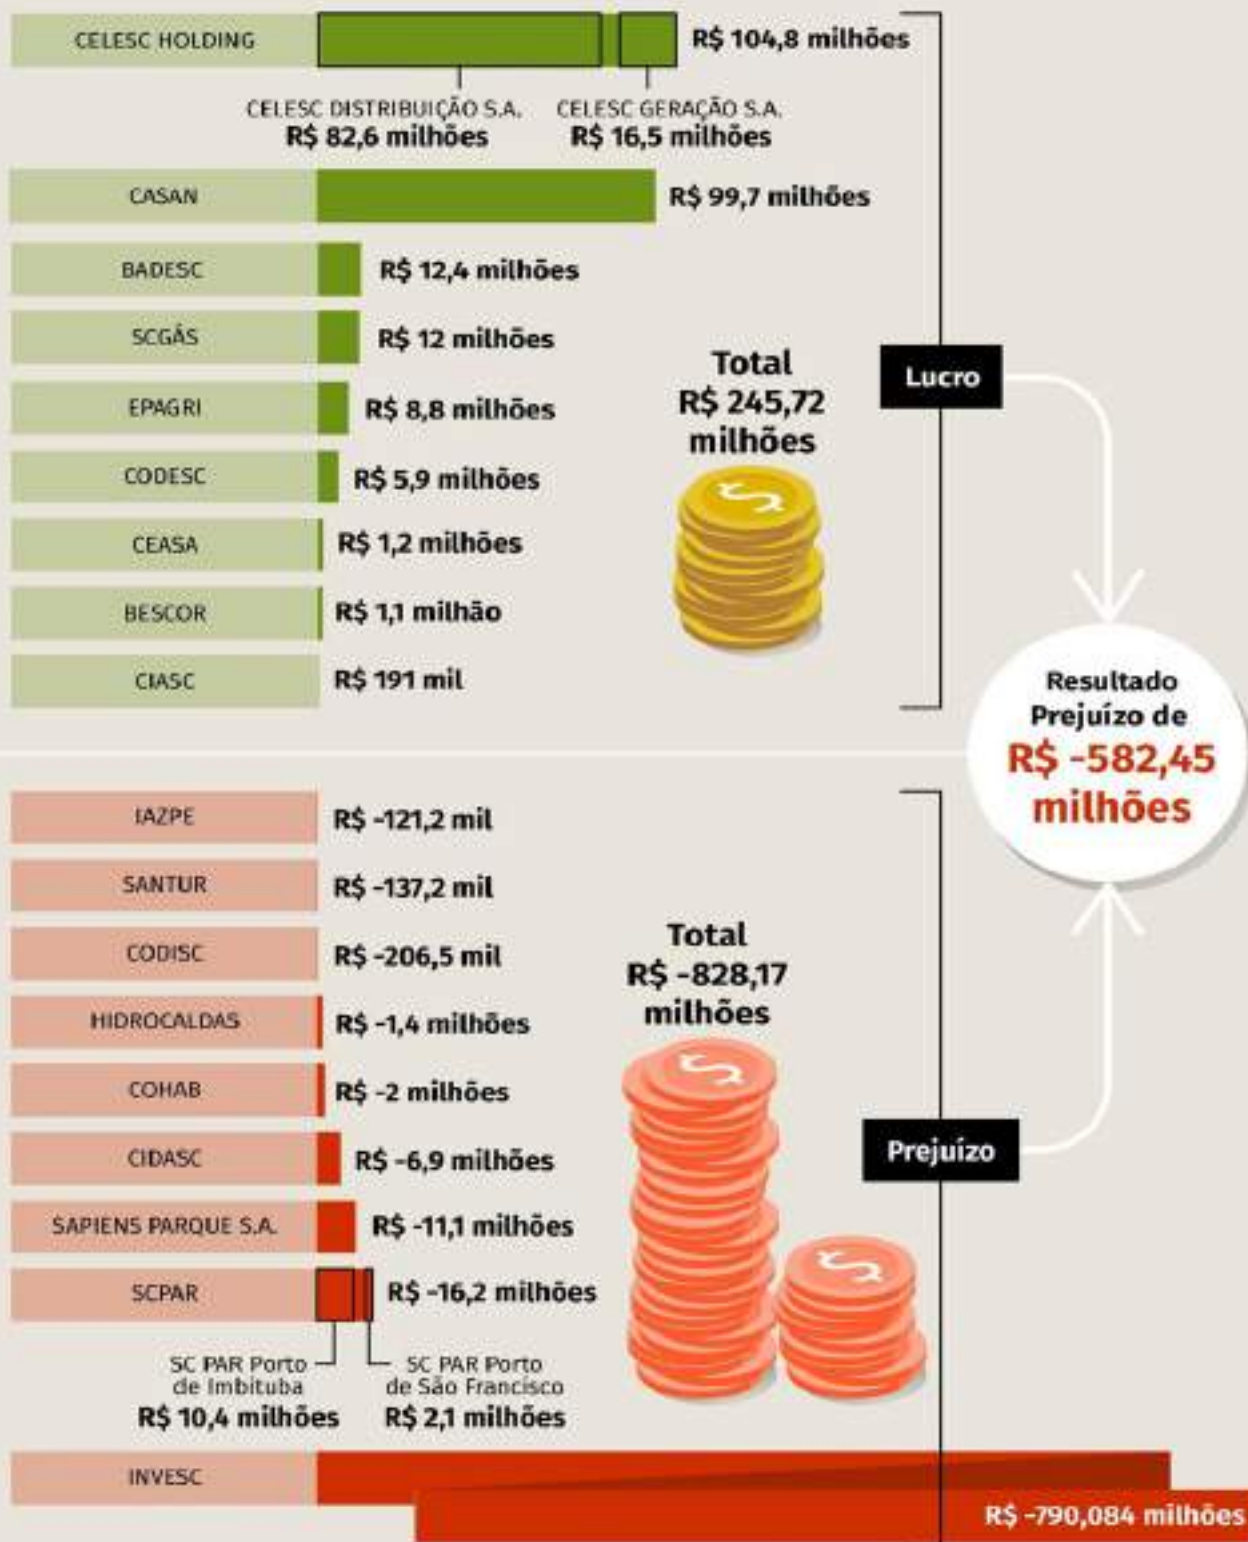 CELESC HOLDING
R$ 104,8 milhões
CELESC DISTRIBUIÇÃO S.A.
R$ 82,6 milhões
CELESC GERAÇÃO S.A.
R$ 16,5 milhões
CASAN
R$ 99,7 milhões
BADESC
R$ 12,4 milhões
SCGÁS
R$ 12 milhões
EPAGRI
R$ 8,8 milhões
CODESC
R$ 5,9 milhões
CEASA
R$ 1,2 milhões
BESCOR
R$ 1,1 milhão
CIASC
R$ 191 mil
Total
R$ 245,72
milhões
Lucro
Resultado
Prejuízo de
R$ -582,45
milhões
IAZPE
R$ -121,2 mil
SANTUR
R$ -137,2 mil
CODISC
R$ -206,5 mil
HIDROCALDAS
R$ -1,4 milhões
COHAB
R$ -2 milhões
CIDASC
R$ -6,9 milhões
SAPIENS PARQUE S.A.
R$ -11,1 milhões
SCPAR
R$ -16,2 milhões
SC PAR Porto
de Imbituba
R$ 10,4 milhões
SC PAR Porto
de São Francisco
R$ 2,1 milhões
INVESC
R$ -790,084 milhões
Total
R$ -828,17
milhões
Prejuízo